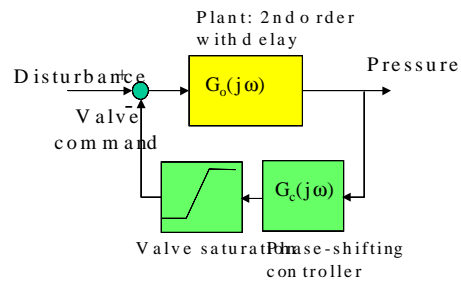 Plant: 2nd order
with delay
Disturbance
+
Pressure
G₀(jω)
-
Valve
command
G꜀(jω)
Valve saturation
Phase-shifting
controller